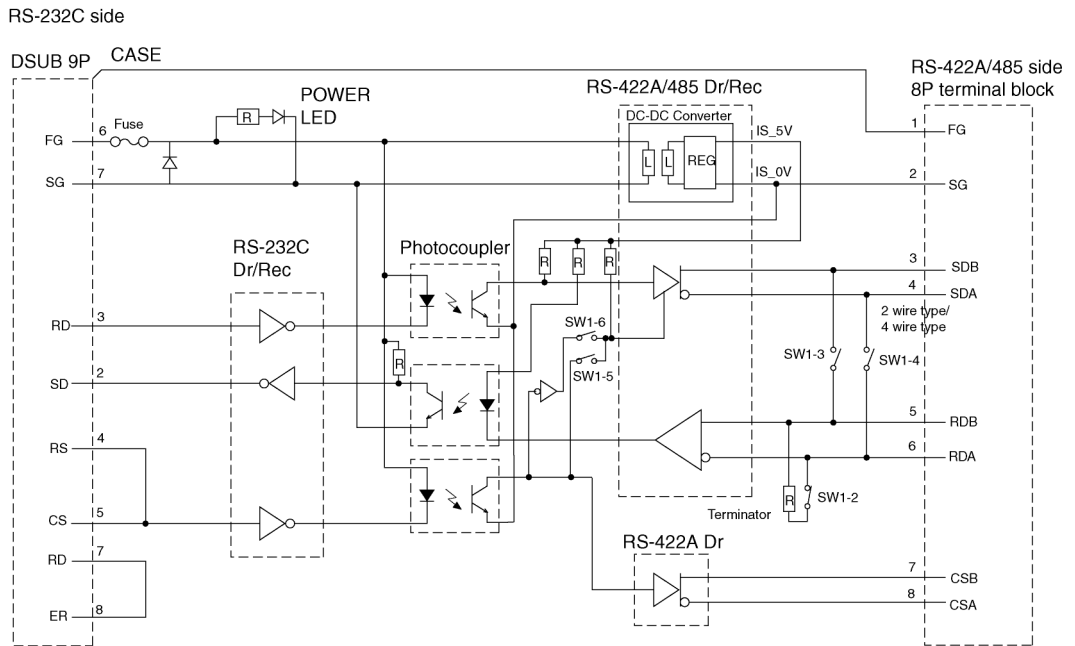 RS-232C side
DSUB 9P
CASE
RS-422A/485 side
8P terminal block
RS-422A/485 Dr/Rec
POWER
LED
DC-DC Converter
R
Fuse
FG
6
IS_5V
1
FG
L
L
REG
SG
7
IS_0V
2
SG
RS-232C
Dr/Rec
Photocoupler
R
R
R
3
SDB
4
SDA
2 wire type/
4 wire type
RD
3
SW1-6
SW1-3
SW1-4
R
SD
2
SW1-5
5
RDB
RS
4
6
RDA
R
SW1-2
Terminator
CS
5
RS-422A Dr
RD
7
7
CSB
8
CSA
ER
8